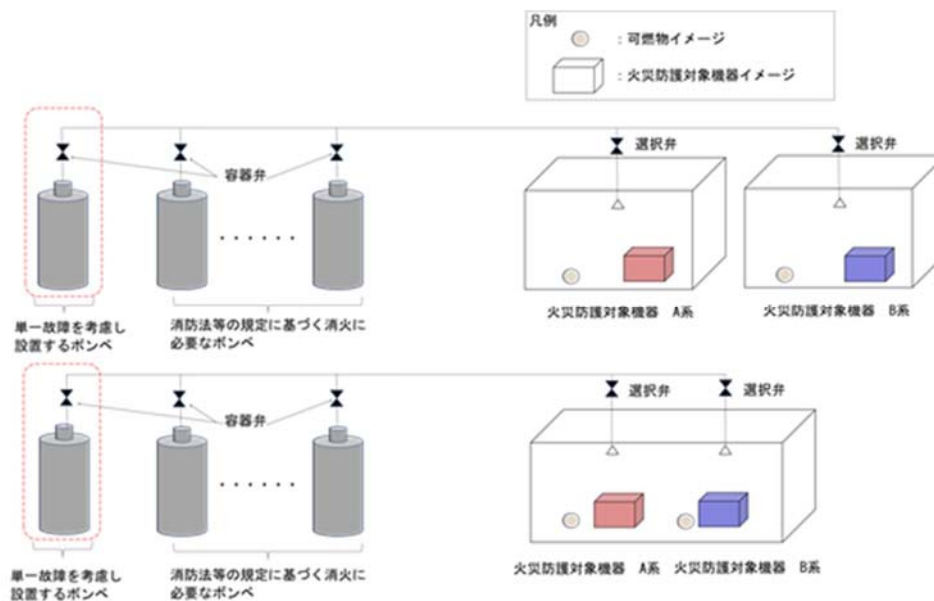 凡例
：可燃物イメージ
：火災防護対象機器イメージ
選択弁
選択弁
容器弁
・・・・・・
火災防護対象機器　A系
火災防護対象機器　B系
単一故障を考慮し
設置するボンベ
消防法等の規定に基づく消火に
必要なボンベ
選択弁
選択弁
容器弁
・・・・・・
火災防護対象機器　A系
火災防護対象機器　B系
単一故障を考慮し
設置するボンベ
消防法等の規定に基づく消火に
必要なボンベ